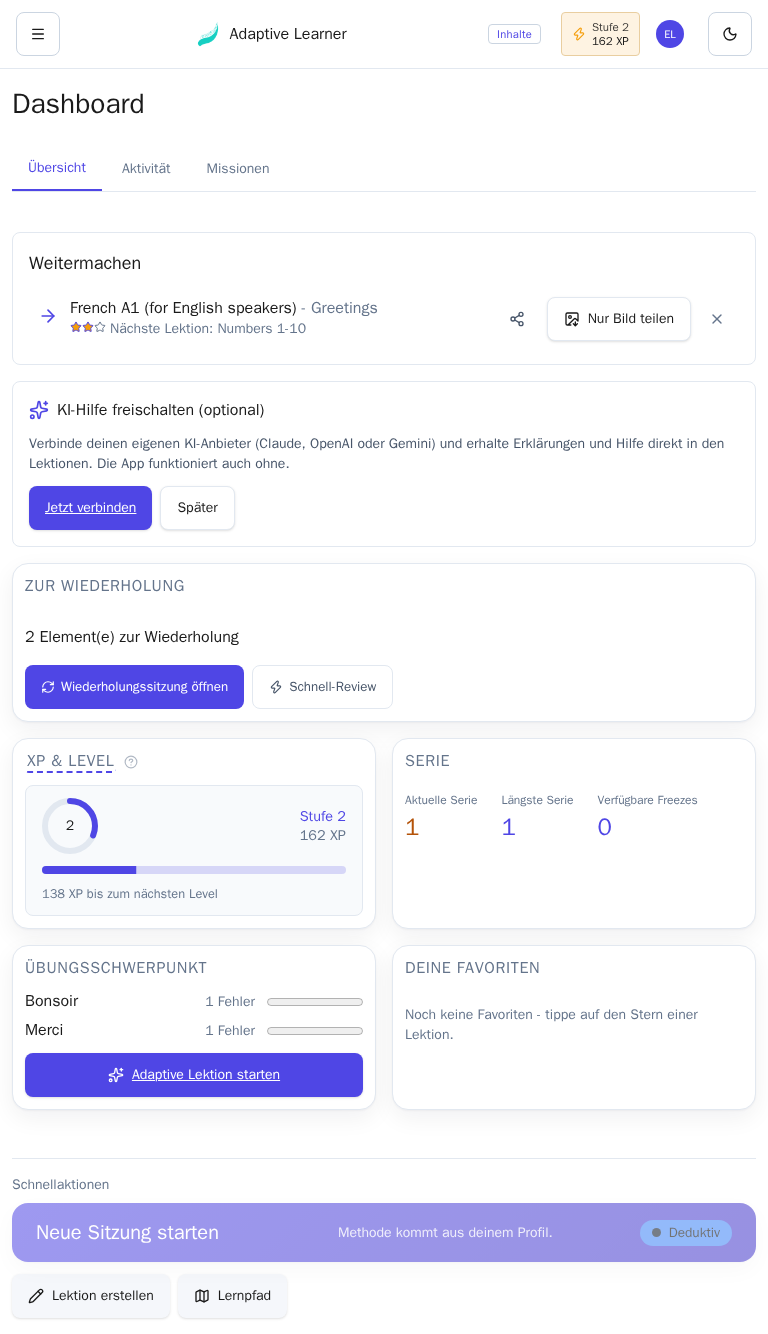 Adaptive Learner
Inhalte
Stufe 2
162 XP
EL
Dashboard
Übersicht
Aktivität
Missionen
Weitermachen
French A1 (for English speakers) - Greetings
Nächste Lektion: Numbers 1-10
Nur Bild teilen
KI-Hilfe freischalten (optional)
Verbinde deinen eigenen KI-Anbieter (Claude, OpenAI oder Gemini) und erhalte Erklärungen und Hilfe direkt in den
Lektionen. Die App funktioniert auch ohne.
Jetzt verbinden
Später
ZUR WIEDERHOLUNG
2 Element(e) zur Wiederholung
Wiederholungssitzung öffnen
Schnell-Review
XP & LEVEL
2
Stufe 2
162 XP
138 XP bis zum nächsten Level
SERIE
Aktuelle Serie
1
Längste Serie
1
Verfügbare Freezes
0
ÜBUNGSSCHWERPUNKT
Bonsoir
1 Fehler
Merci
1 Fehler
Adaptive Lektion starten
DEINE FAVORITEN
Noch keine Favoriten - tippe auf den Stern einer
Lektion.
Schnellaktionen
Neue Sitzung starten
Methode kommt aus deinem Profil.
Deduktiv
Lektion erstellen
Lernpfad